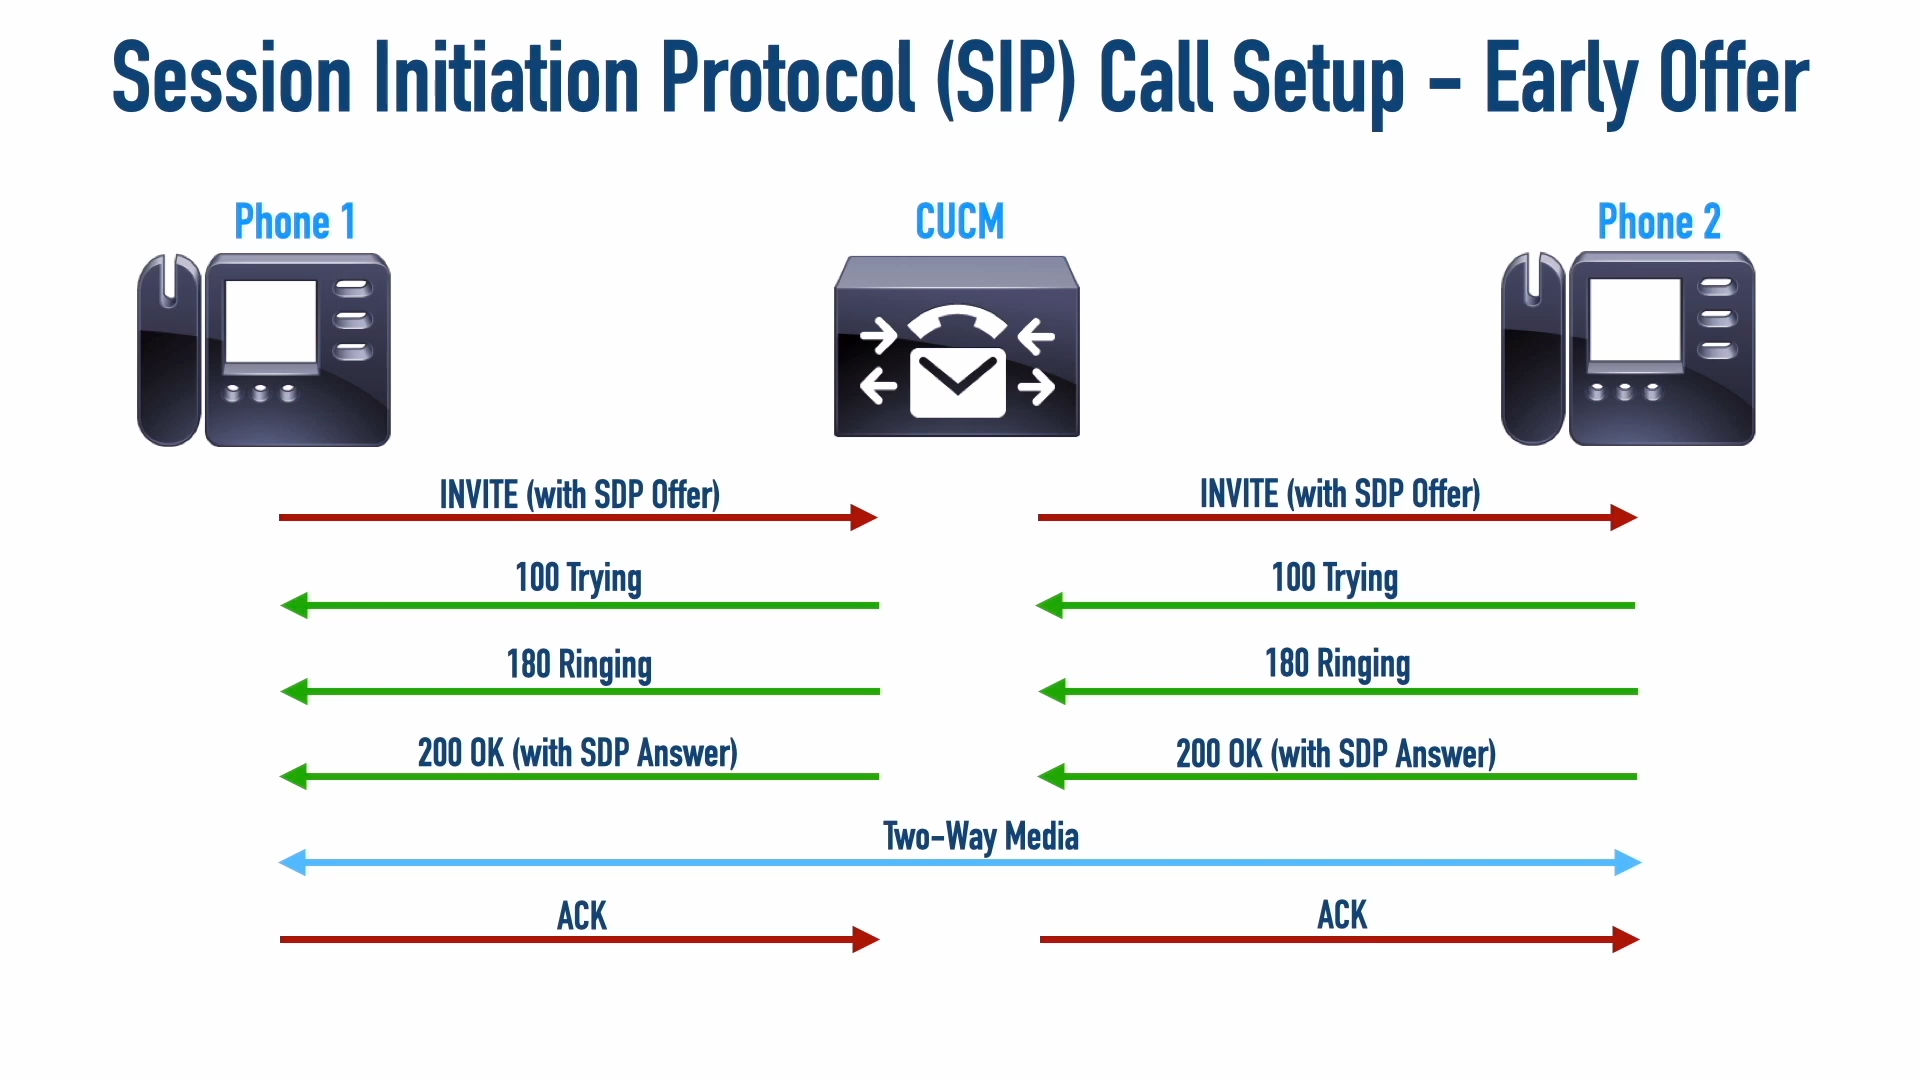 Session Initiation Protocol (SIP) Call Setup - Early Offer
Phone 1
CUCM
Phone 2
INVITE (with SDP Offer)
INVITE (with SDP Offer)
100 Trying
100 Trying
180 Ringing
180 Ringing
200 OK (with SDP Answer)
200 OK (with SDP Answer)
Two-Way Media
ACK
ACK